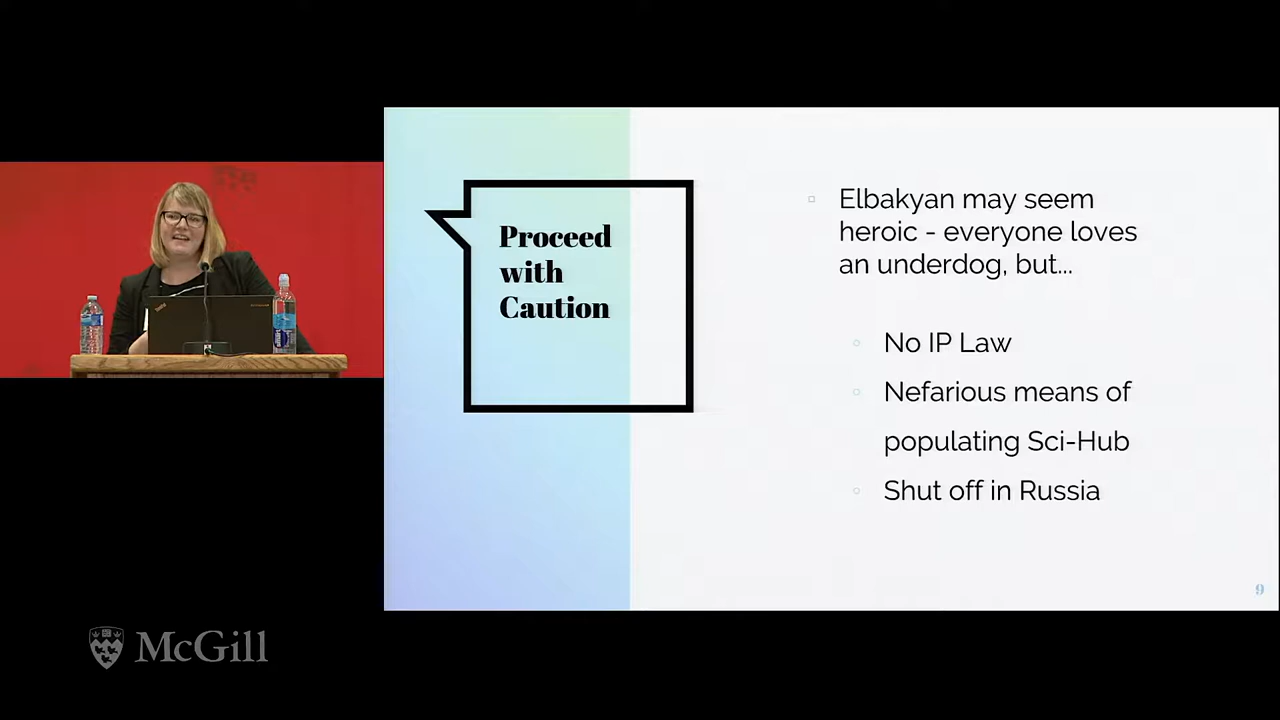 Proceed
with
Caution
▫ Elbakyan may seem
heroic - everyone loves
an underdog, but...
◦ No IP Law
◦ Nefarious means of
populating Sci-Hub
◦ Shut off in Russia
9
McGill